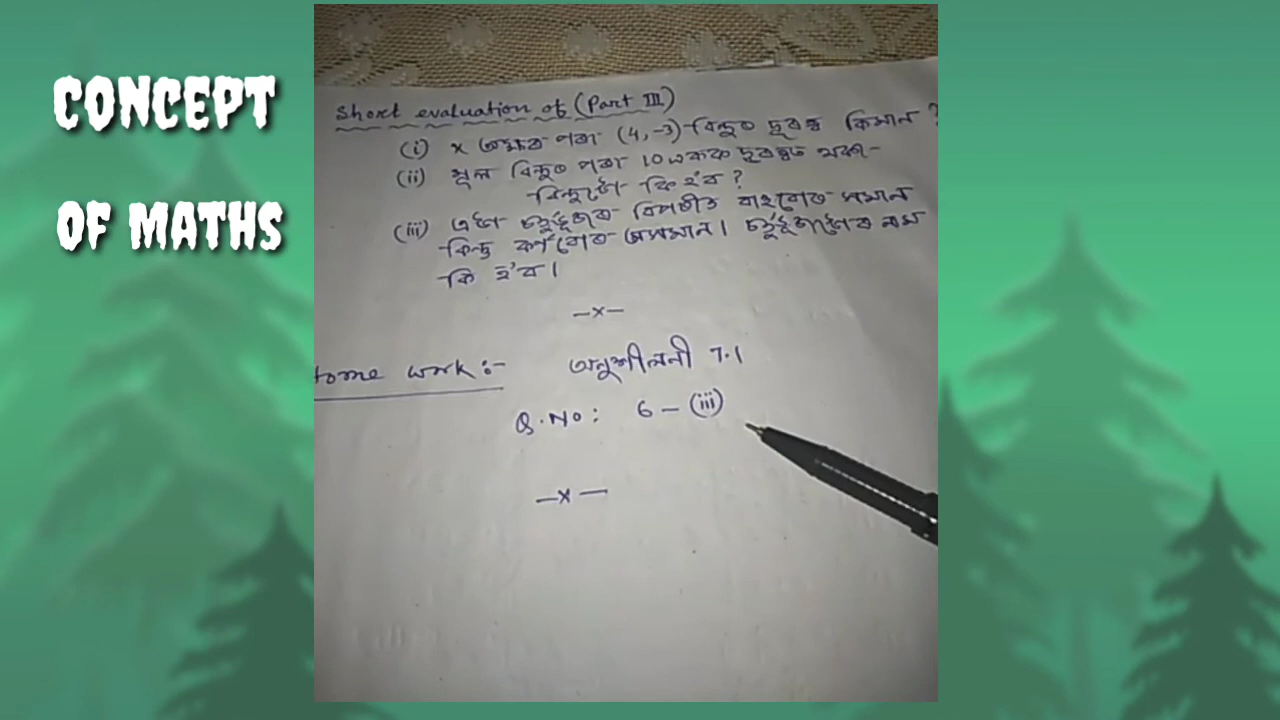 CONCEPT
OF MATHS
Short evaluation of (Part III)
(i) x অক্ষৰ পৰা (4, -3) বিন্দুৰ দূৰত্ব কিমান ?
(ii) মূল বিন্দুৰ পৰা 10 একক দূৰত্বত থকা
বিন্দুটো কি হ'ব ?
(iii) এটা চতুৰ্ভূজৰ বিপৰীত বাহুবোৰ সমান
কিন্তু কৰ্ণবোৰ অসমান। চতুৰ্ভূজটোৰ নাম
কি হ'ব।
—x—
Home work :-
অনুশীলনী 7.1
Q.No: 6 - (iii)
—x—